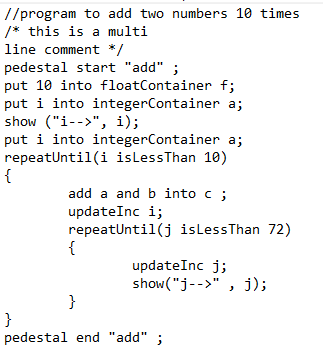 //program to add two numbers 10 times
/* this is a multi
line comment */
pedestal start "add" ;
put 10 into floatContainer f;
put i into integerContainer a;
show ("i-->", i);
put i into integerContainer a;
repeatUntil(i isLessThan 10)
{
        add a and b into c ;
        updateInc i;
        repeatUntil(j isLessThan 72)
        {
                updateInc j;
                show("j-->" , j);
        }
}
pedestal end "add" ;